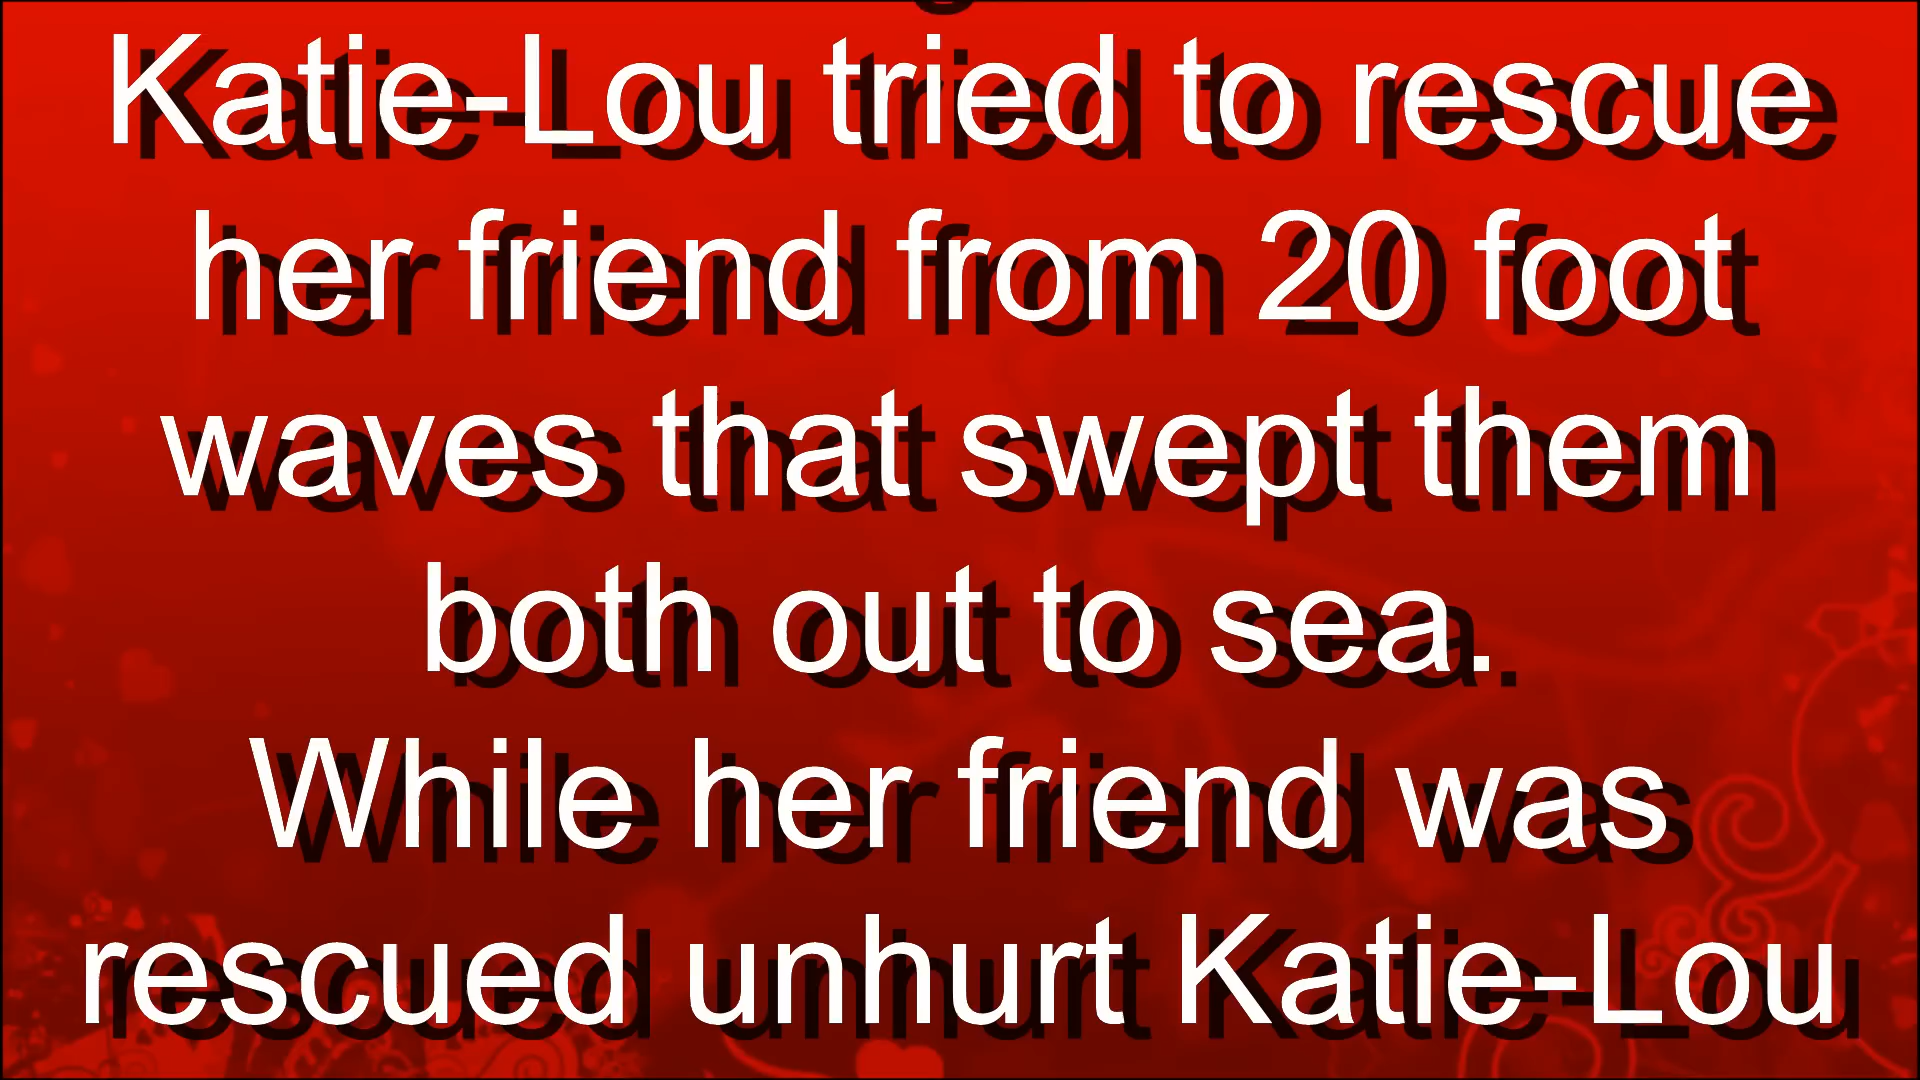 Katie-Lou tried to rescue
her friend from 20 foot
waves that swept them
both out to sea.
While her friend was
rescued unhurt Katie-Lou